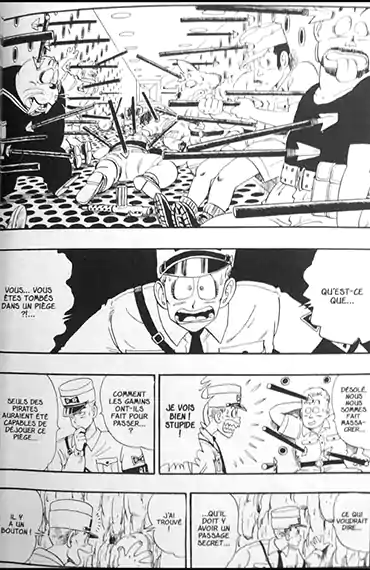 QU'EST-CE
QUE...
VOUS... VOUS
ÊTES TOMBÉS
DANS UN PIÈGE
?!...
DÉSOLÉ,
NOUS
NOUS
SOMMES
FAIT
MASSA-
CRER...
JE VOIS
BIEN !
STUPIDE
!
COMMENT
LES GAMINS
ONT-ILS
FAIT POUR
PASSER...
?
SEULS DES
PIRATES
AURAIENT ÉTÉ
CAPABLES
DE DÉJOUER
CE PIÈGE...
CE QUI
VOUDRAIT
DIRE...
...QU'IL
DOIT Y
AVOIR UN
PASSAGE
SECRET...
J'AI
TROUVÉ
!
IL Y
A UN
BOUTON !